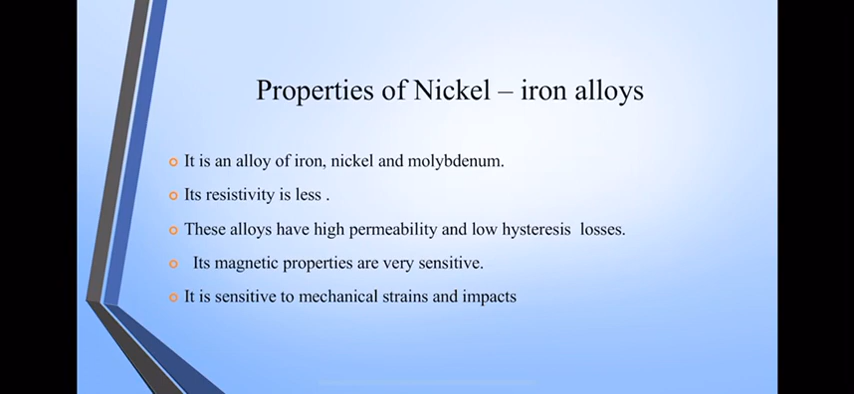 Properties of Nickel – iron alloys
It is an alloy of iron, nickel and molybdenum.
Its resistivity is less .
These alloys have high permeability and low hysteresis losses.
Its magnetic properties are very sensitive.
It is sensitive to mechanical strains and impacts